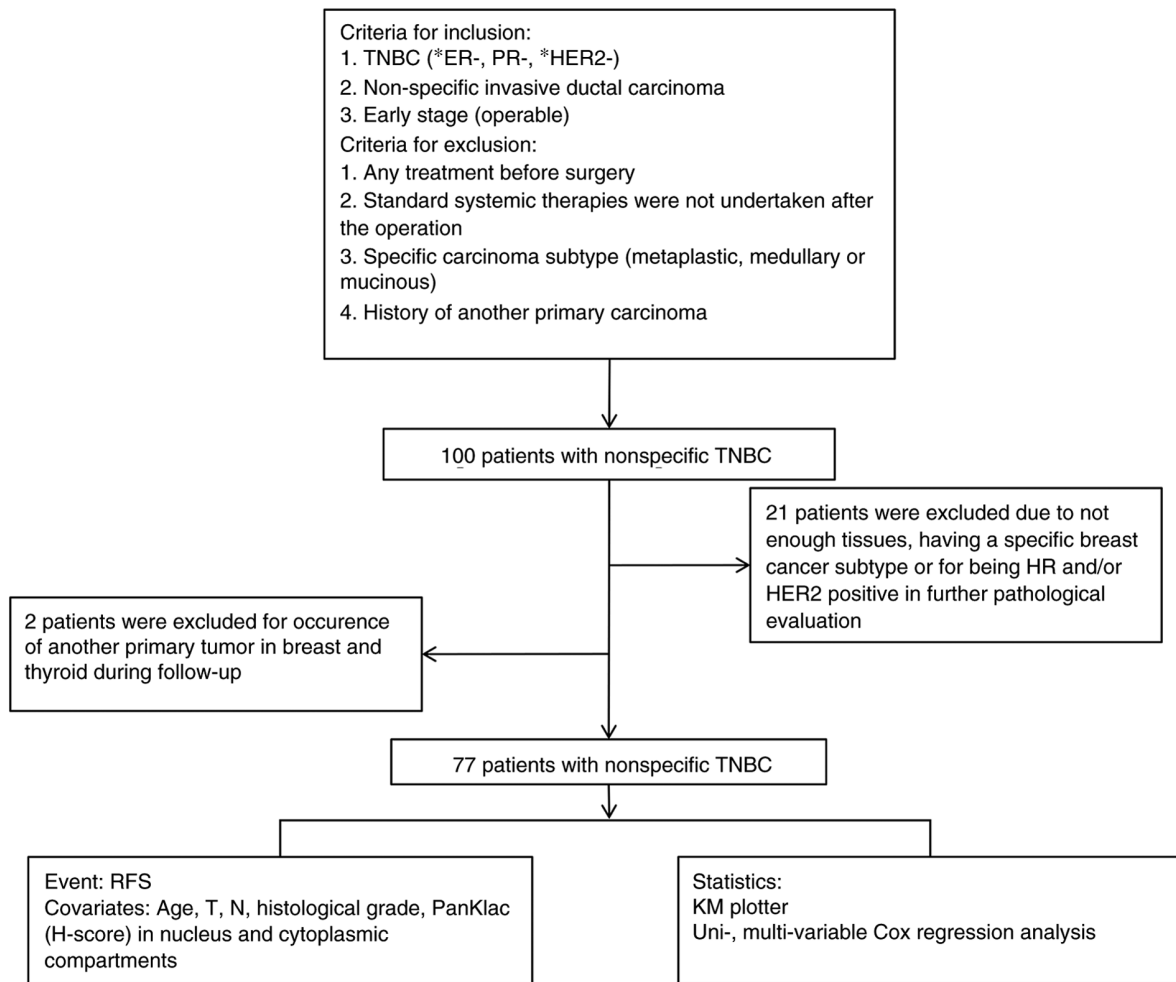 Criteria for inclusion:
1. TNBC (*ER-, PR-, *HER2-)
2. Non-specific invasive ductal carcinoma
3. Early stage (operable)
Criteria for exclusion:
1. Any treatment before surgery
2. Standard systemic therapies were not undertaken after
the operation
3. Specific carcinoma subtype (metaplastic, medullary or
mucinous)
4. History of another primary carcinoma
100 patients with nonspecific TNBC
21 patients were excluded due to not
enough tissues, having a specific breast
cancer subtype or for being HR and/or
HER2 positive in further pathological
evaluation
2 patients were excluded for occurence
of another primary tumor in breast and
thyroid during follow-up
77 patients with nonspecific TNBC
Event: RFS
Covariates: Age, T, N, histological grade, PanKlac
(H-score) in nucleus and cytoplasmic
compartments
Statistics:
KM plotter
Uni-, multi-variable Cox regression analysis